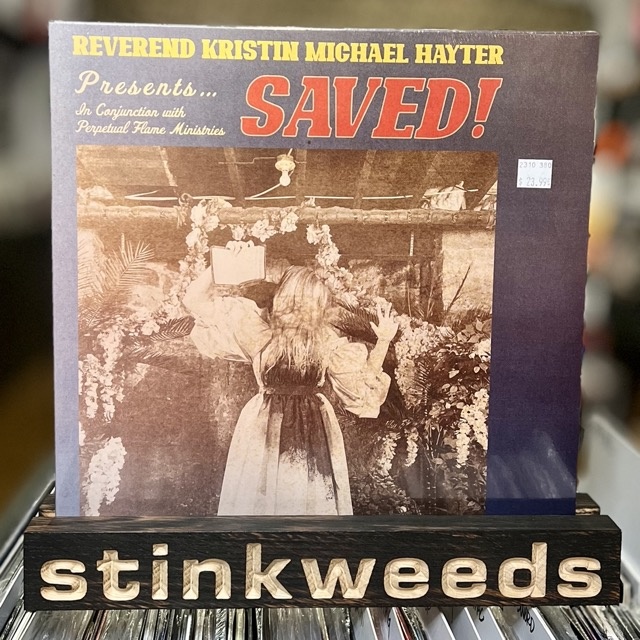 REVEREND KRISTIN MICHAEL HAYTER
Presents...
In Conjunction with
Perpetual Flame Ministries
SAVED!
$ 23.99
stinkweeds